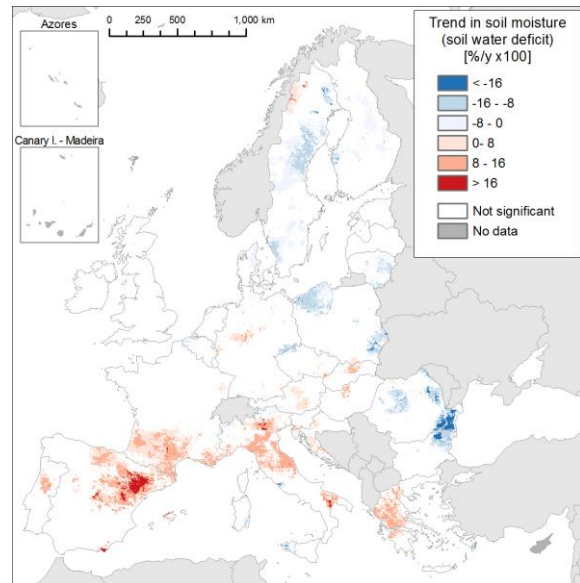 Azores
0 250 500 1,000 km
Canary I. - Madeira
Trend in soil moisture
(soil water deficit)
[%/y x100]
< -16
-16 - -8
-8 - 0
0- 8
8 - 16
> 16
Not significant
No data